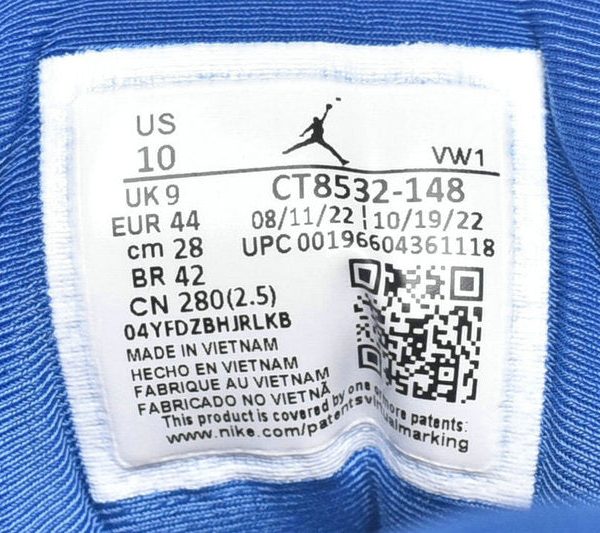 US
10
VW1
UK 9
CT8532-148
EUR 44
08/11/22 ¦ 10/19/22
cm 28
UPC 00196604361118
BR 42
CN 280(2.5)
04YFDZBHJRLKB
MADE IN VIETNAM
HECHO EN VIETNAM
FABRIQUE AU VIETNAM
FABRICADO NO VIETNÃ
This product is covered by one or more patents:
www.nike.com/patentsvirtualmarking